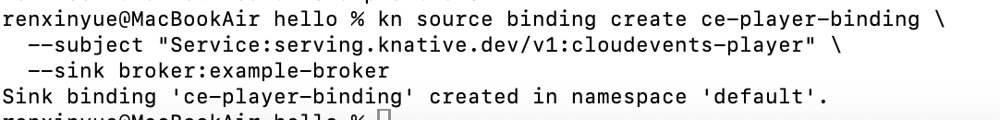 renxinyue@MacBookAir hello % kn source binding create ce-player-binding \
  --subject "Service:serving.knative.dev/v1:cloudevents-player" \
  --sink broker:example-broker
Sink binding 'ce-player-binding' created in namespace 'default'.
renxinyue@MacBookAir hello %